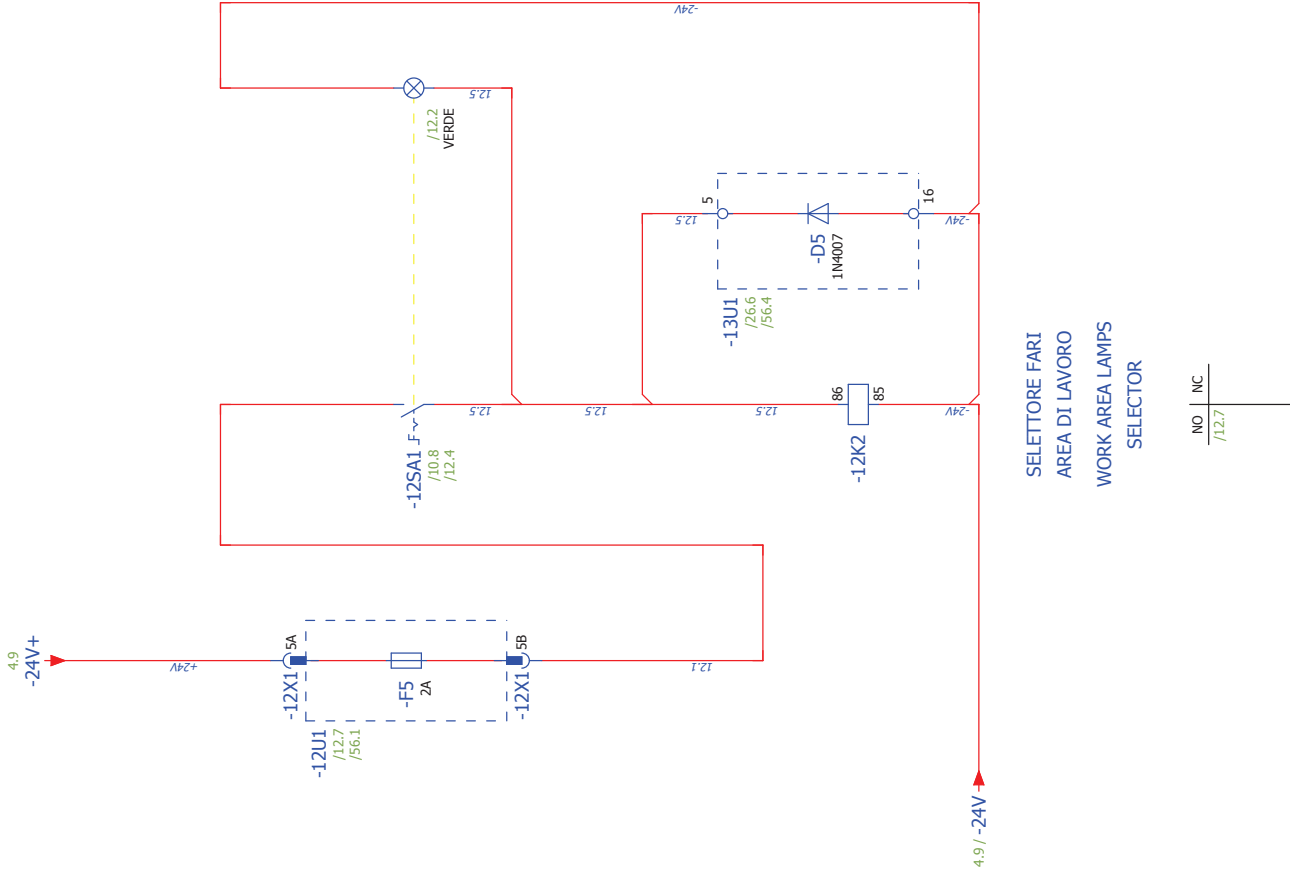 4.9
-24V+
+24V
-12X1
5A
-12U1
/12.7
/56.1
-F5
2A
-12X1
5B
12.1
-12SA1
/10.8
/12.4
12.5
12.5
12.5
/12.2
VERDE
12.5
-24V
12.5
5
-13U1
/26.6
/56.4
-D5
1N4007
16
-24V
86
-12K2
85
-24V
4.9 / -24V
SELETTORE FARI
AREA DI LAVORO
WORK AREA LAMPS
SELECTOR
NO NC
/12.7